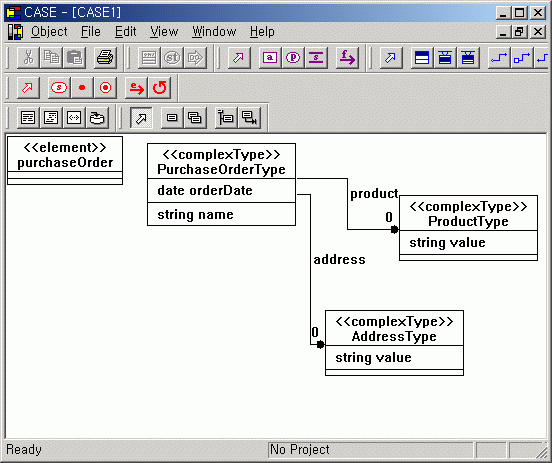 CASE - [CASE1]
Object File Edit View Window Help
a p s f
s e
st
<<element>>
purchaseOrder
<<complexType>>
PurchaseOrderType
date orderDate
string name
product
0
<<complexType>>
ProductType
string value
address
0
<<complexType>>
AddressType
string value
Ready
No Project